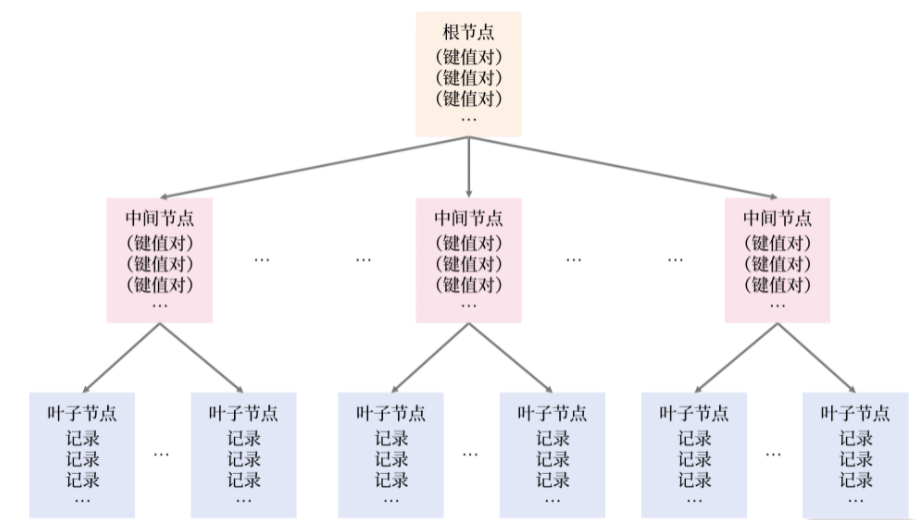 根节点
(键值对)
(键值对)
(键值对)
…
中间节点
(键值对)
(键值对)
(键值对)
…
…
…
中间节点
(键值对)
(键值对)
(键值对)
…
…
…
中间节点
(键值对)
(键值对)
(键值对)
…
叶子节点
记录
记录
记录
…
…
叶子节点
记录
记录
记录
…
叶子节点
记录
记录
记录
…
…
叶子节点
记录
记录
记录
…
叶子节点
记录
记录
记录
…
…
叶子节点
记录
记录
记录
…